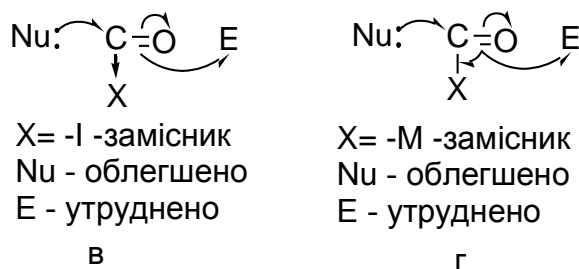 Nu: C=O E
X
X= -I -замісник
Nu - облегшено
E - утруднено
в
Nu: C=O E
X
X= -M -замісник
Nu - облегшено
E - утруднено
г